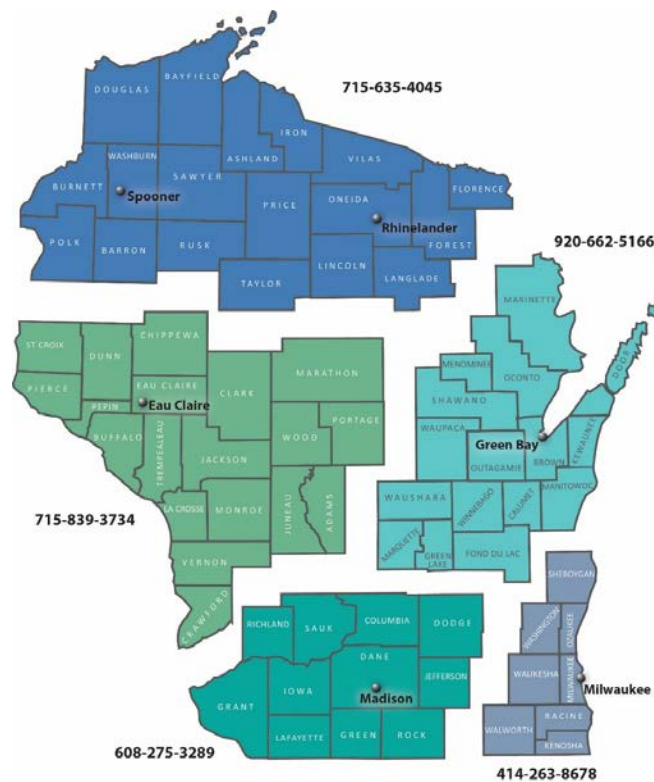 BAYFIELD
DOUGLAS
715-635-4045
IRON
WASHBURN
ASHLAND
VILAS
SAWYER
BURNETT
Spooner
FLORENCE
ONEIDA
PRICE
Rhinelander
POLK
BARRON
RUSK
FOREST
LINCOLN
TAYLOR
LANGLADE
920-662-5166
MARINETTE
CHIPPEWA
ST CROIX
DUNN
DOOR
MENOMINEE
MARATHON
OCONTO
PIERCE
EAU CLAIRE
CLARK
SHAWANO
PEPIN
Eau Claire
PORTAGE
BUFFALO
WAUPACA
TREMPEALEAU
WOOD
Green Bay
KEWAUNEE
JACKSON
OUTAGAMIE
BROWN
WAUSHARA
MANITOWOC
LA CROSSE
MONROE
JUNEAU
ADAMS
WINNEBAGO
CALUMET
715-839-3734
MARQUETTE
GREEN
LAKE
FOND DU LAC
VERNON
SHEBOYGAN
CRAWFORD
RICHLAND
SAUK
COLUMBIA
DODGE
WASHINGTON
OZAUKEE
DANE
WAUKESHA
MILWAUKEE
JEFFERSON
IOWA
Madison
Milwaukee
GRANT
RACINE
WALWORTH
LAFAYETTE
GREEN
ROCK
KENOSHA
608-275-3289
414-263-8678